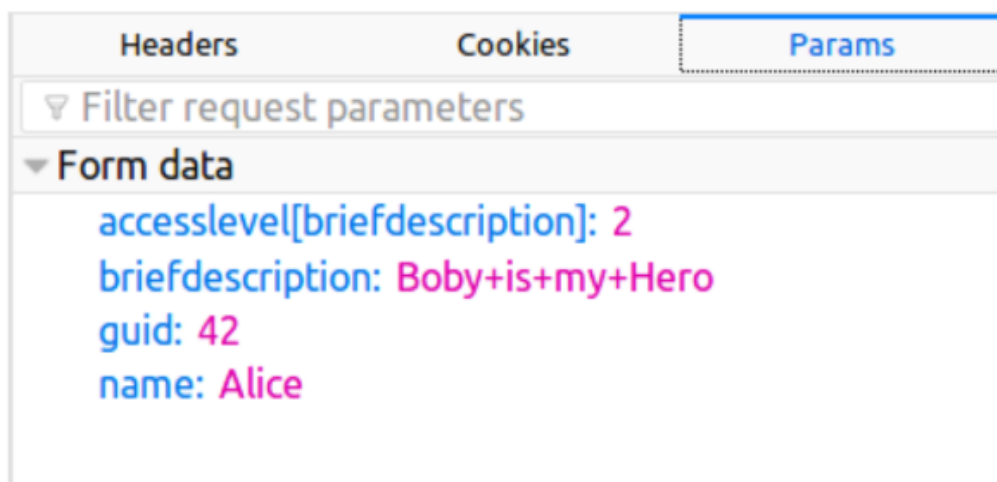 Headers Cookies Params
Filter request parameters
Form data
accesslevel[briefdescription]: 2
briefdescription: Boby+is+my+Hero
guid: 42
name: Alice